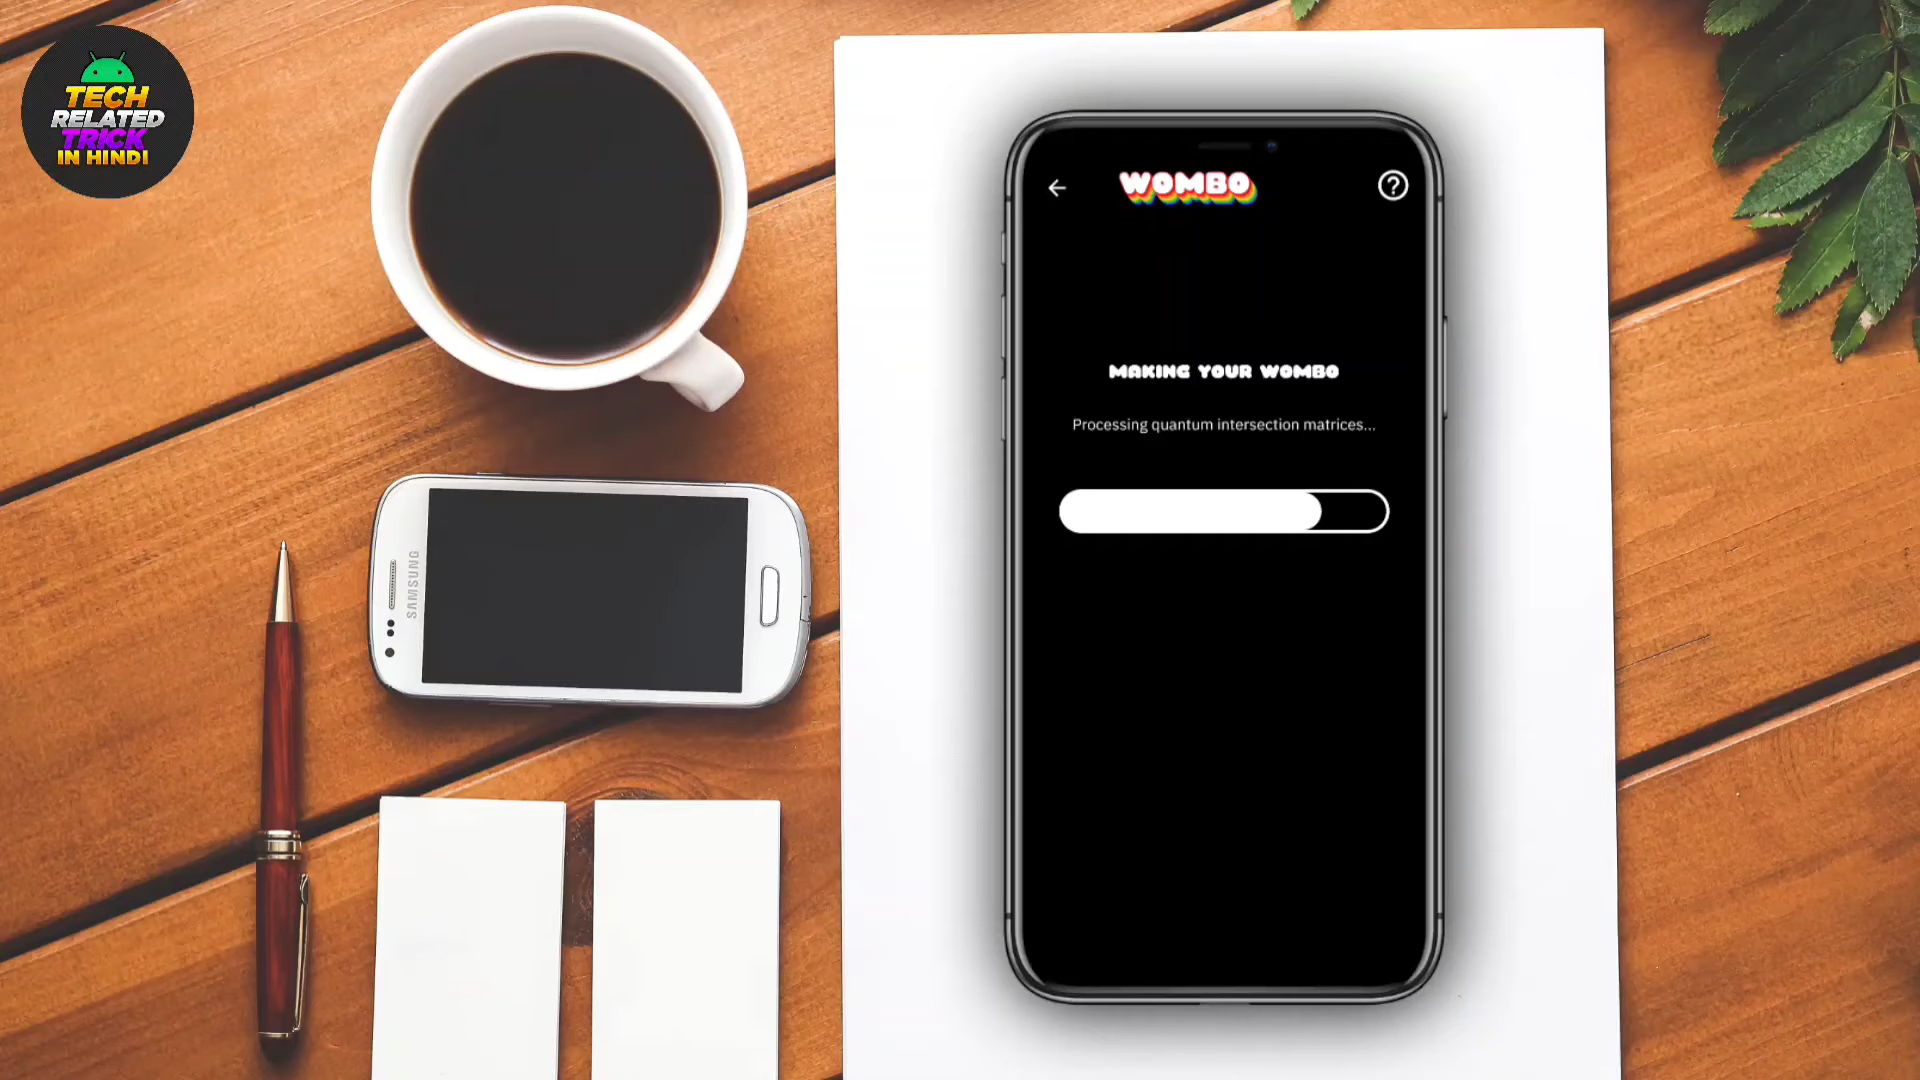 TECH
RELATED
TRICK
IN HINDI
WOMBO
?
MAKING YOUR WOMBO
Processing quantum intersection matrices...
SAMSUNG